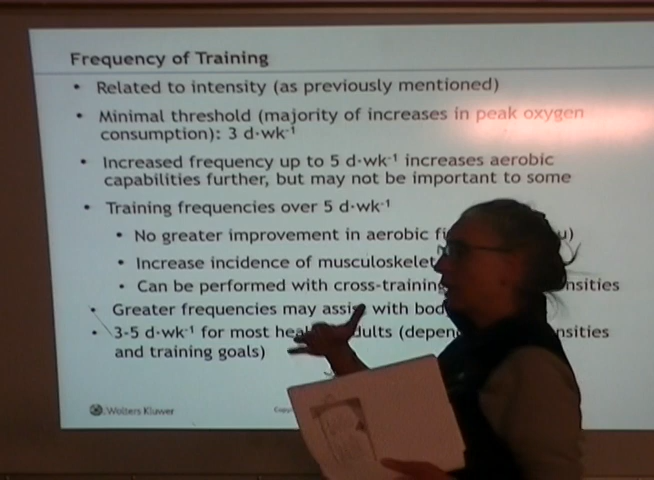 Frequency of Training
• Related to intensity (as previously mentioned)
• Minimal threshold (majority of increases in peak oxygen
consumption): 3 d·wk⁻¹
• Increased frequency up to 5 d·wk⁻¹ increases aerobic
capabilities further, but may not be important to some
• Training frequencies over 5 d·wk⁻¹
• No greater improvement in aerobic
• Increase incidence of
• Can be performed with cross-training
• Greater frequencies may assist with
• 3-5 d·wk⁻¹ for most
and training goals)
Wolters Kluwer